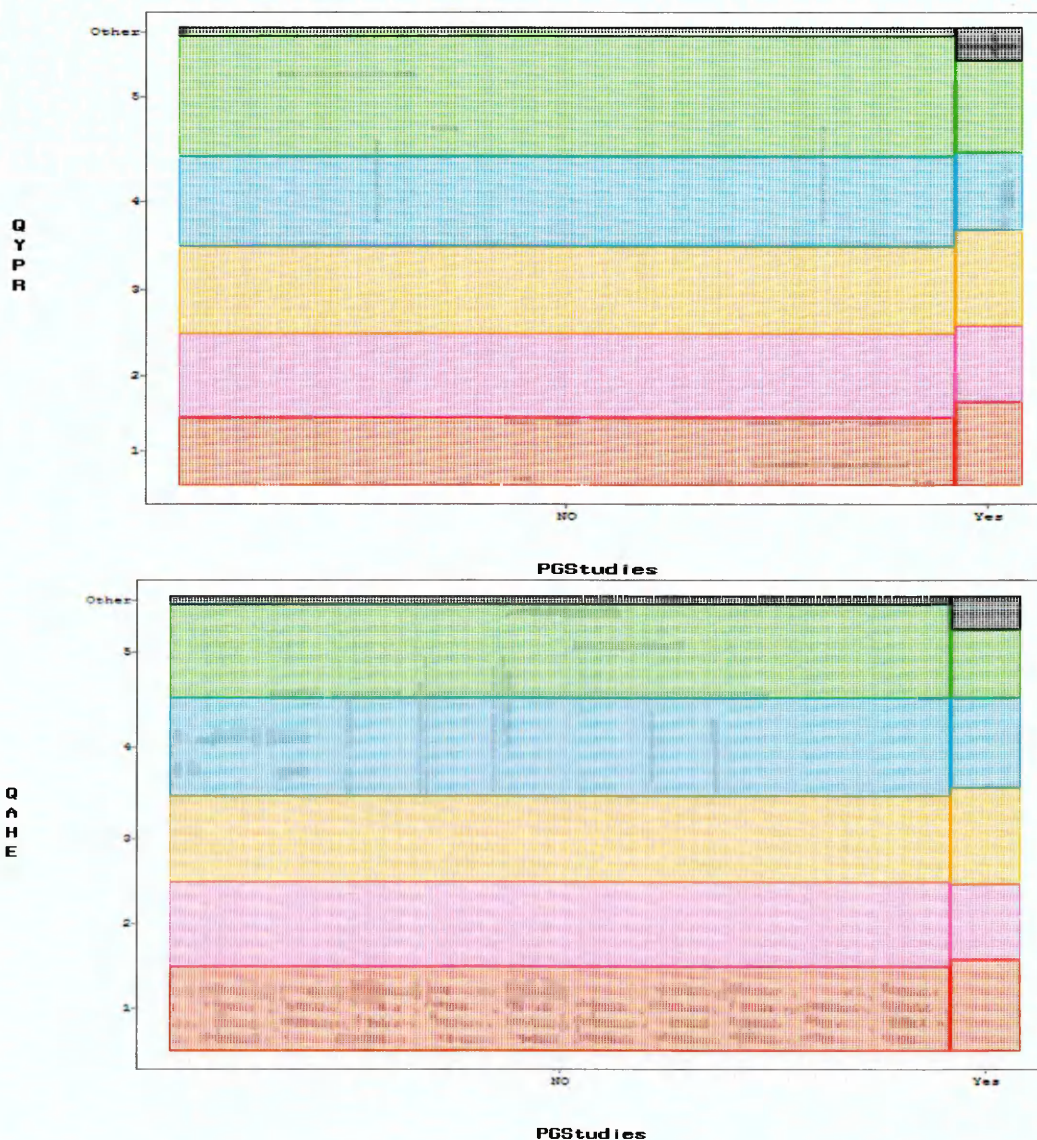 Other
5
4
3
2
1
Q
Y
P
R
NO
Yes
PGStudies
Other
5
4
3
2
1
Q
A
H
E
NO
Yes
PGStudies